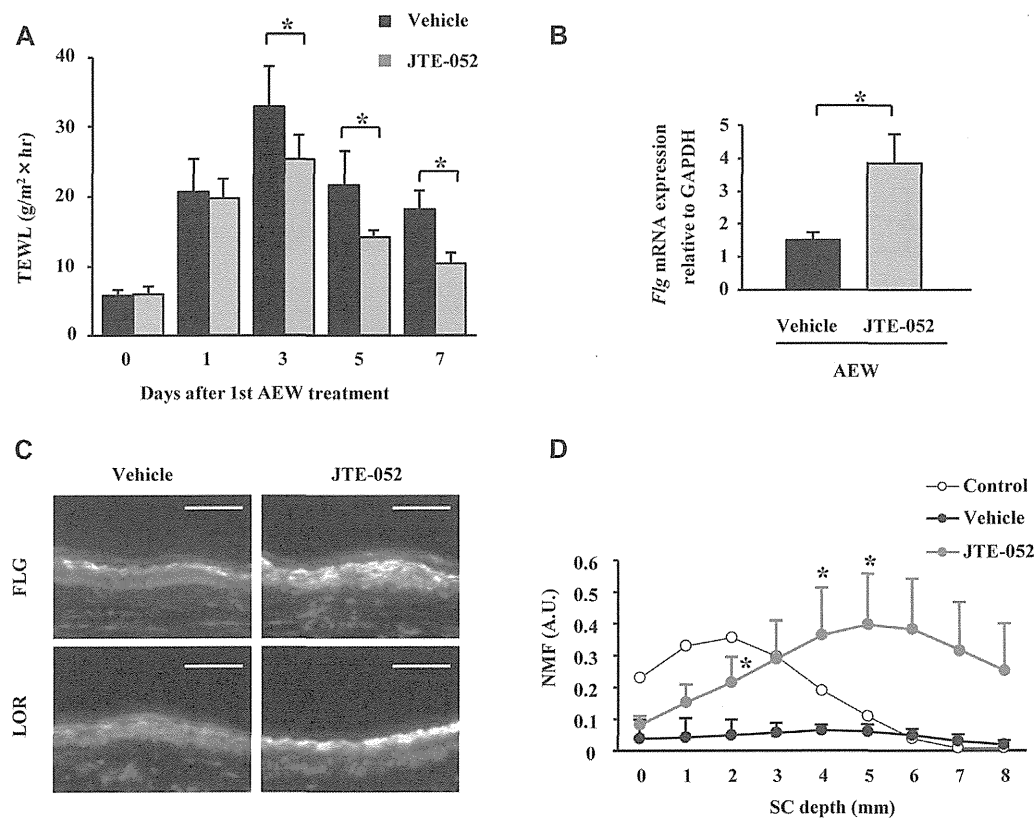 A
Vehicle
JTE-052
TEWL (g/m² × hr)
40
30
20
10
0
* * *
0 1 3 5 7
Days after 1st AEW treatment
B
*
Flg mRNA expression
relative to GAPDH
5
4
3
2
1
0
Vehicle JTE-052
AEW
C
Vehicle JTE-052
FLG
LOR
D
Control
Vehicle
JTE-052
NMF (A.U.)
0.6
0.5
0.4
0.3
0.2
0.1
0
* * *
0 1 2 3 4 5 6 7 8
SC depth (mm)